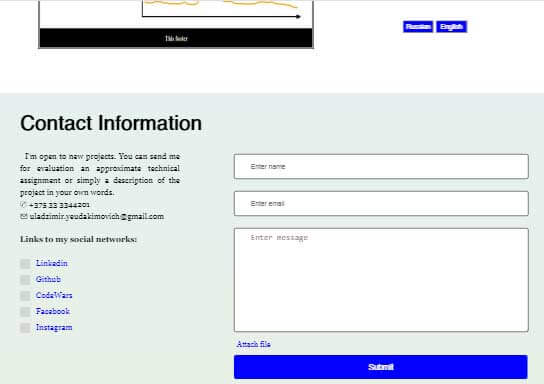 This footer
Russian English
Contact Information
I'm open to new projects. You can send me
for evaluation an approximate technical
assignment or simply a description of the
project in your own words.
✆ +375 33 3344201
✉ uladzimir.yeudakimovich@gmail.com
Links to my social networks:
Linkedin
Github
CodeWars
Facebook
Instagram
Enter name
Enter email
Enter message
Attach file
Submit